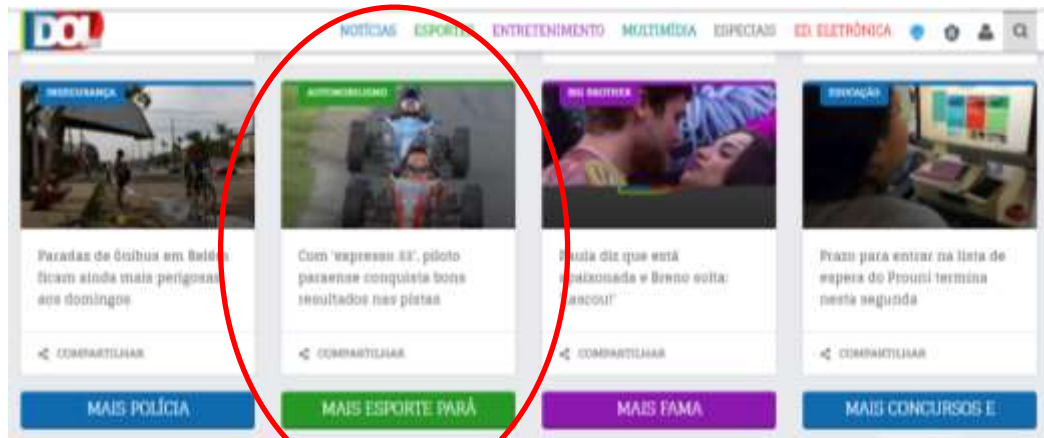 DOL
NOTÍCIAS ESPORTES ENTRETENIMENTO MULTIMÍDIA ESPECIAIS ED. ELETRÔNICA
INSEGURANÇA
Paradas de ônibus em Belém
ficam ainda mais perigosas
aos domingos
COMPARTILHAR
MAIS POLÍCIA
AUTOMOBILISMO
Com 'expresso 33', piloto
paraense conquista bons
resultados nas pistas
COMPARTILHAR
MAIS ESPORTE PARÁ
BIG BROTHER
Paula diz que está
apaixonada e Breno solta:
COMPARTILHAR
MAIS FAMA
EDUCAÇÃO
Prazo para entrar na lista de
espera do Prouni termina
nesta segunda
COMPARTILHAR
MAIS CONCURSOS E